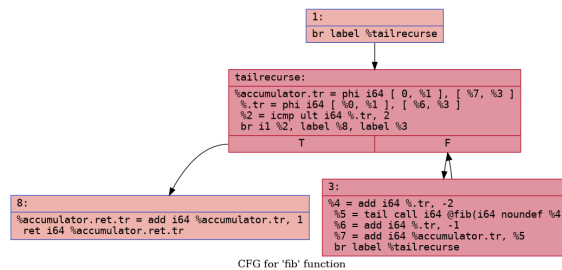 1:
br label %tailrecurse
tailrecurse:
%accumulator.tr = phi i64 [ 0, %1 ], [ %7, %3 ]
%.tr = phi i64 [ %0, %1 ], [ %6, %3 ]
%2 = icmp ult i64 %.tr, 2
br i1 %2, label %8, label %3
T
F
8:
%accumulator.ret.tr = add i64 %accumulator.tr, 1
ret i64 %accumulator.ret.tr
3:
%4 = add i64 %.tr, -2
%5 = tail call i64 @fib(i64 noundef %4
%6 = add i64 %.tr, -1
%7 = add i64 %accumulator.tr, %5
br label %tailrecurse
CFG for 'fib' function